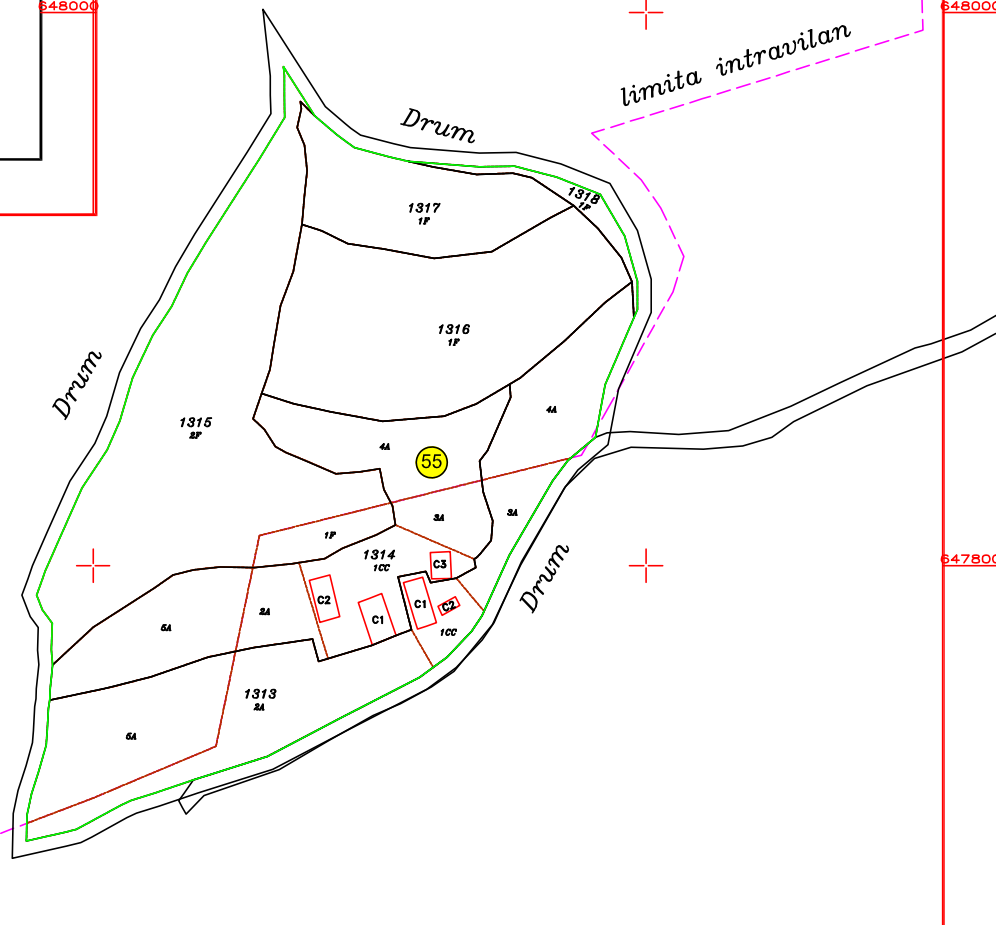 648000
648000
limita intravilan
Drum
1318
1F
1317
1F
1316
1F
Drum
4A
1315
2F
4A
55
3A
3A
1F
1314
1CC
647800
C3
Drum
C2
C1
C2
2A
C1
5A
1CC
1313
2A
5A